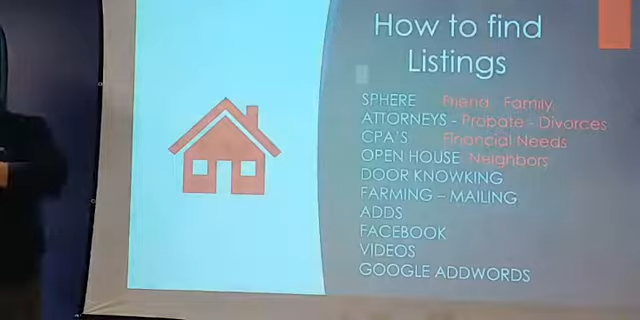 How to find
Listings
SPHERE Friend - Family
ATTORNEYS - Probate - Divorces
CPA'S Financial Needs
OPEN HOUSE Neighbors
DOOR KNOWKING
FARMING – MAILING
ADDS
FACEBOOK
VIDEOS
GOOGLE ADDWORDS